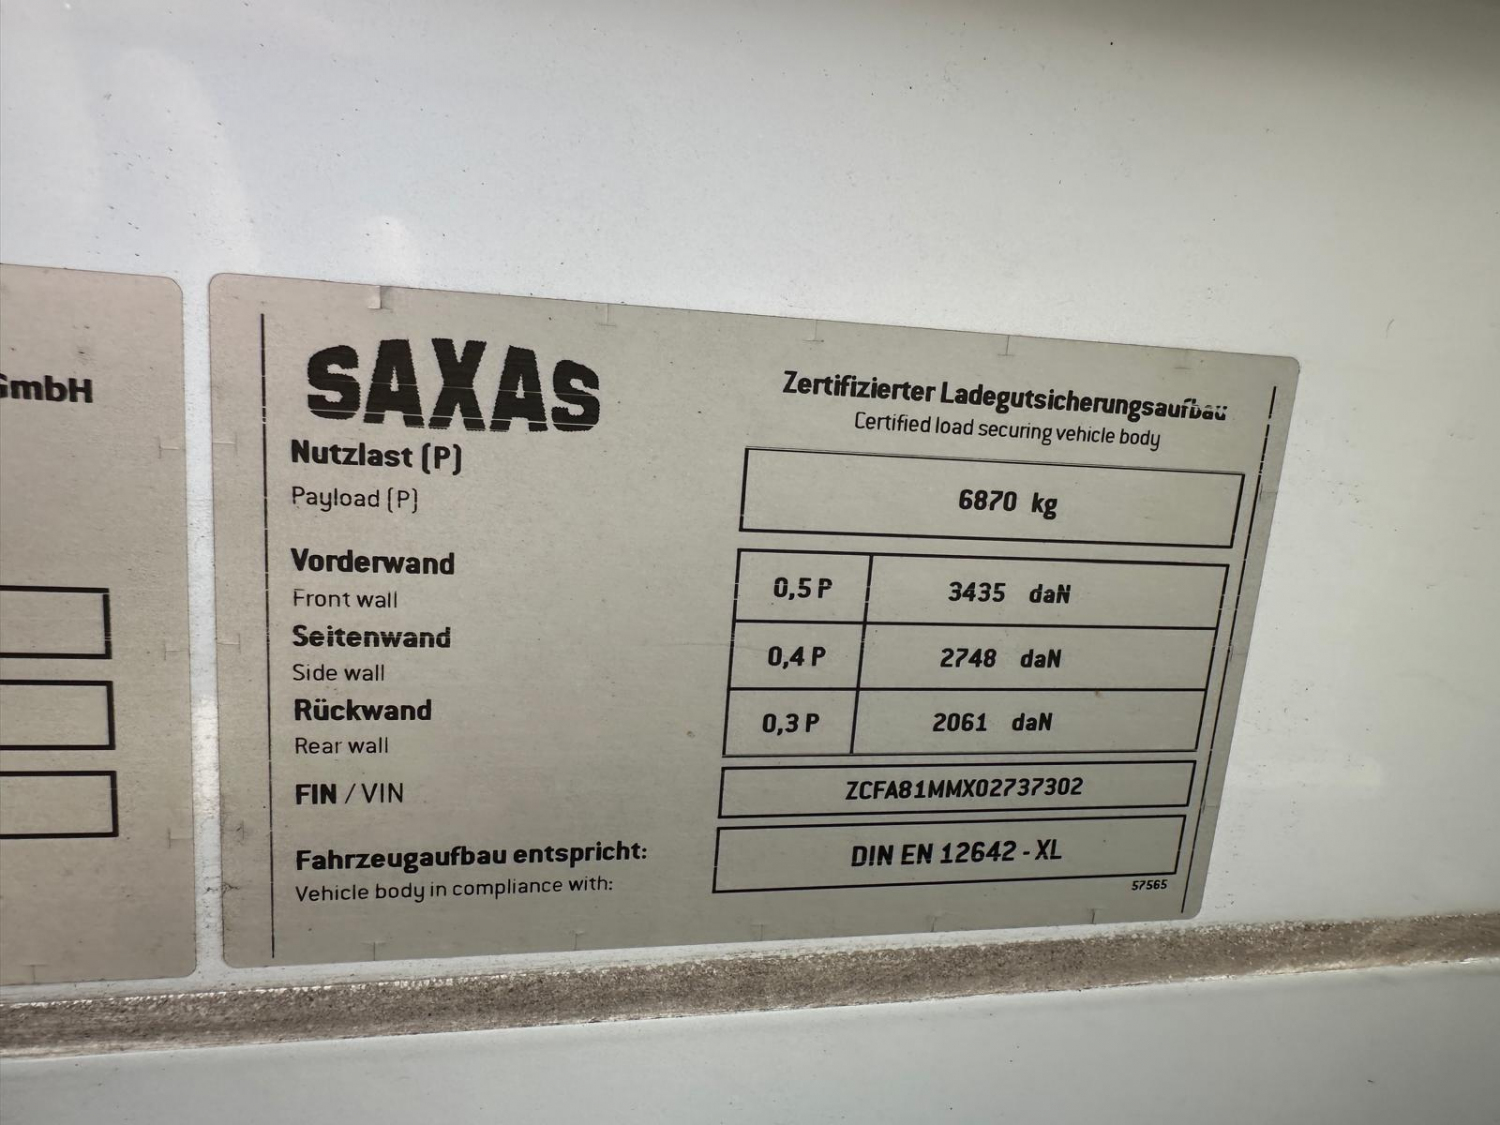 GmbH
SAXAS
Zertifizierter Ladegutsicherungsaufbau
Certified load securing vehicle body
Nutzlast (P)
Payload (P)
6870 kg
Vorderwand
Front wall
0,5 P 3435 daN
Seitenwand
Side wall
0,4 P 2748 daN
Rückwand
Rear wall
0,3 P 2061 daN
FIN / VIN
ZCFA81MMX02737302
Fahrzeugaufbau entspricht:
Vehicle body in compliance with:
DIN EN 12642 - XL
57565